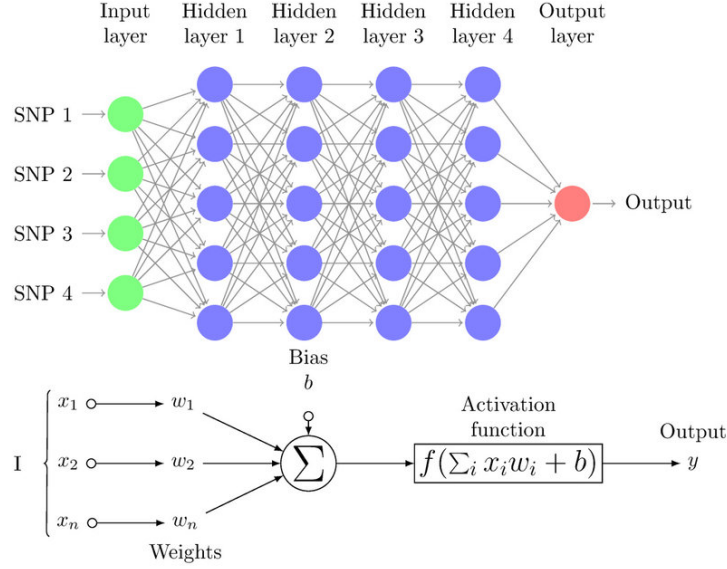 Input layer
Hidden layer 1
Hidden layer 2
Hidden layer 3
Hidden layer 4
Output layer
SNP 1
SNP 2
SNP 3
SNP 4
Output
Bias
b
I
x₁
w₁
x₂
w₂
xₙ
wₙ
Weights
∑
Activation
function
f(∑ᵢ xᵢwᵢ + b)
Output
y